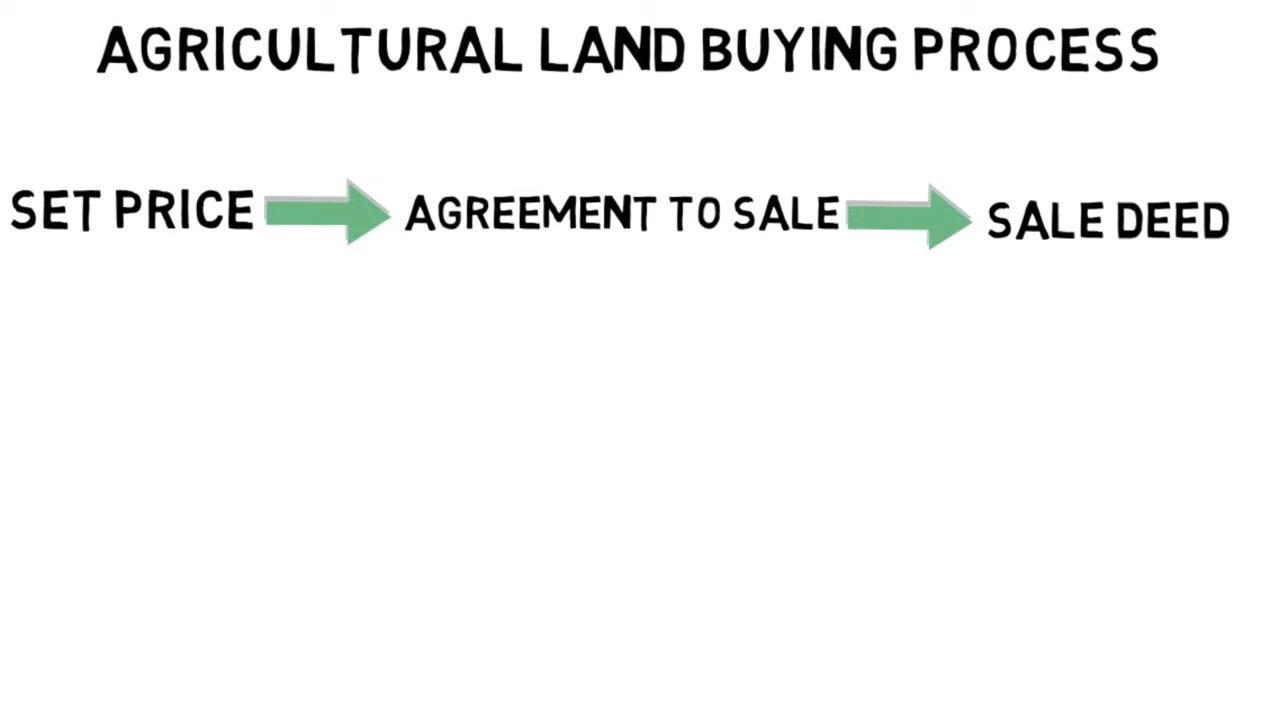 AGRICULTURAL LAND BUYING PROCESS
SET PRICE AGREEMENT TO SALE SALE DEED